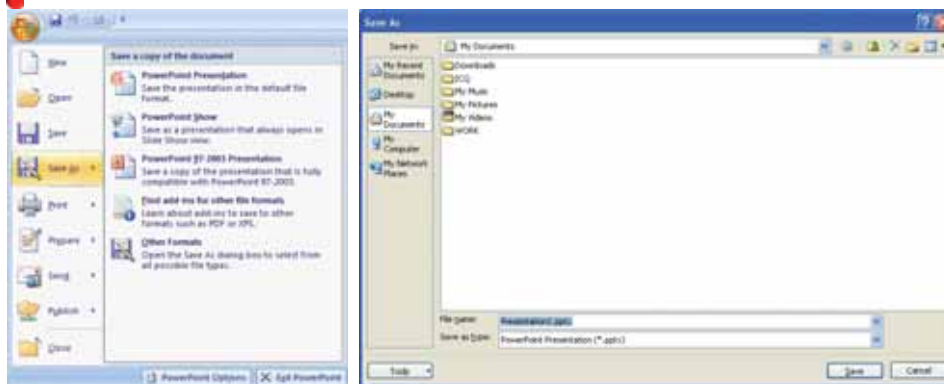 New
Open
Save
Save As
Print
Prepare
Send
Publish
Close
Save a copy of the document
PowerPoint Presentation
Save the presentation in the default file
format.
PowerPoint Show
Save as a presentation that always opens in
Slide Show view.
PowerPoint 97-2003 Presentation
Save a copy of the presentation that is fully
compatible with PowerPoint 97-2003.
Find add-ins for other file formats
Learn about add-ins to save to other
formats such as PDF or XPS.
Other Formats
Open the Save As dialog box to select from
all possible file types.
PowerPoint Options
Exit PowerPoint
Save As
Save in:
My Documents
My Recent
Documents
Desktop
My
Documents
My
Computer
My Network
Places
Downloads
ICQ
My Music
My Pictures
My Videos
WORK
File name:
Presentation1.pptx
Save as type:
PowerPoint Presentation (*.pptx)
Tools
Save
Cancel